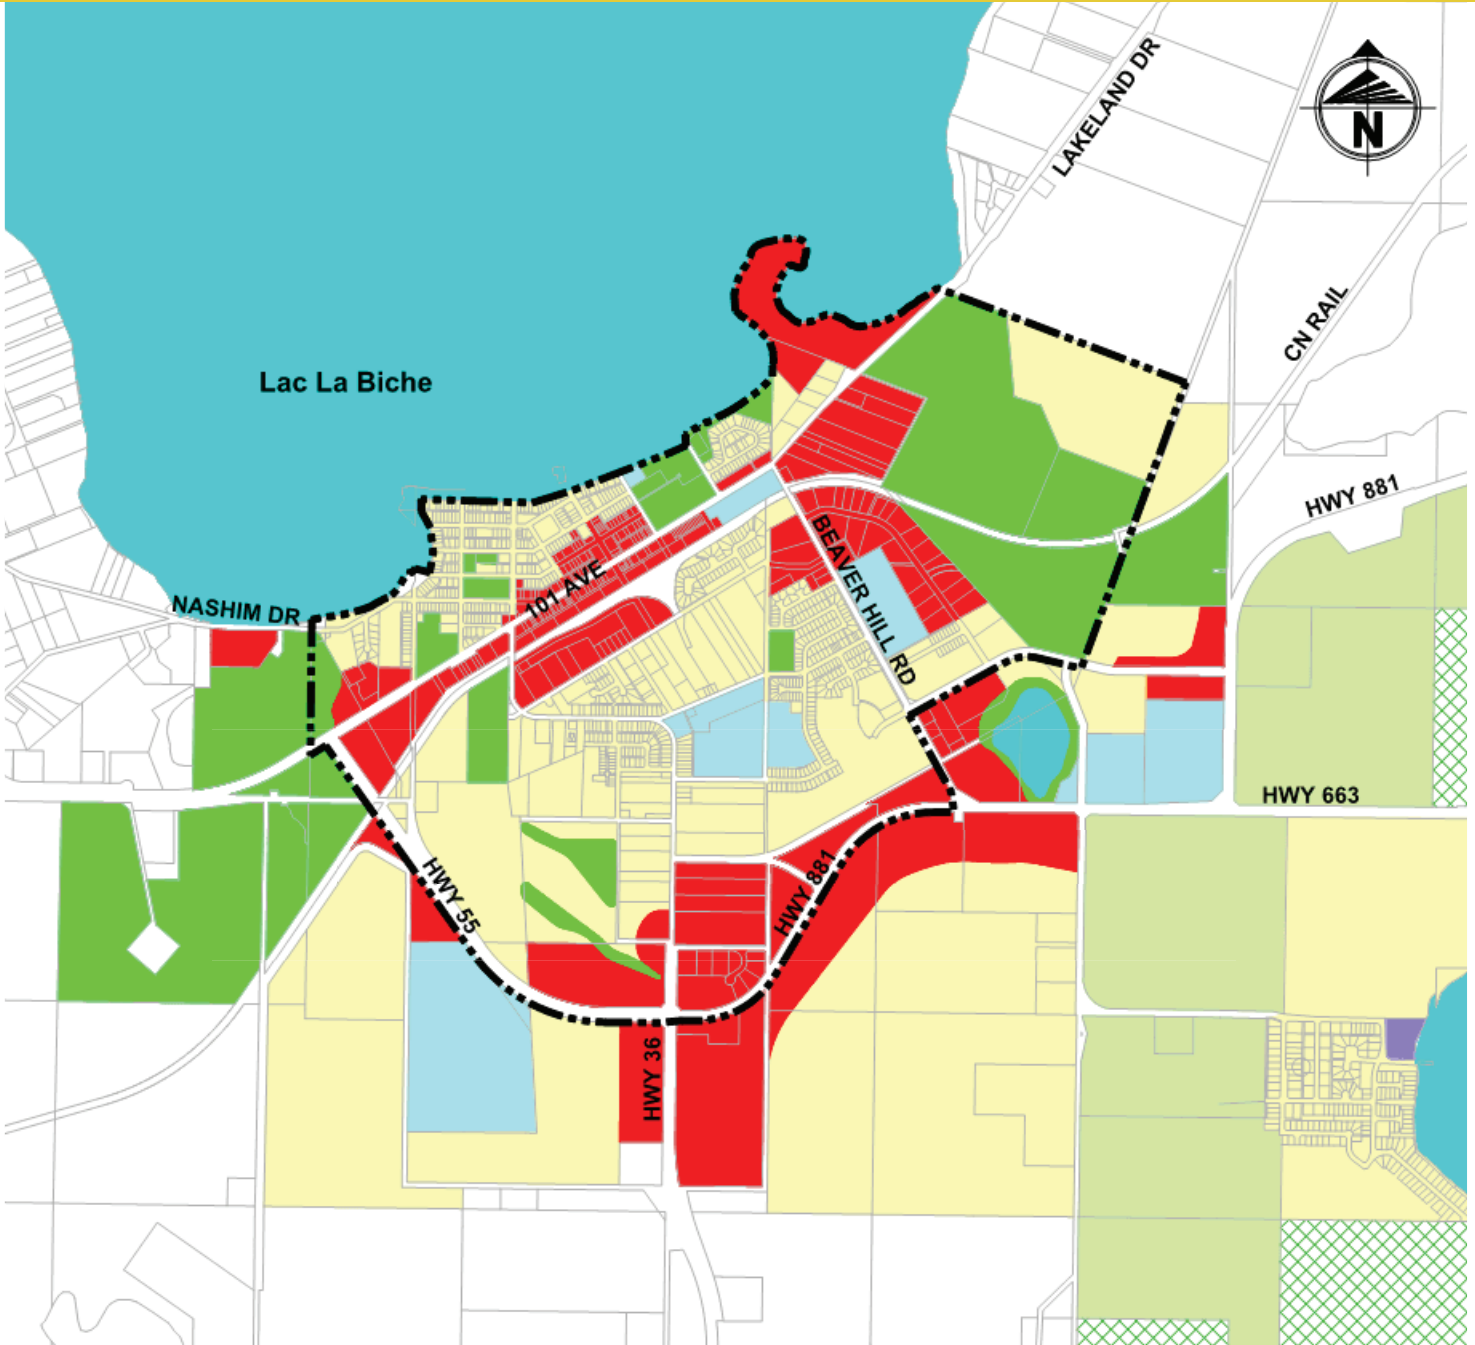 LAKELAND DR
N
CN RAIL
Lac La Biche
HWY 881
BEAVER HILL RD
101 AVE
NASHIM DR
HWY 663
HWY 881
HWY 55
HWY 36